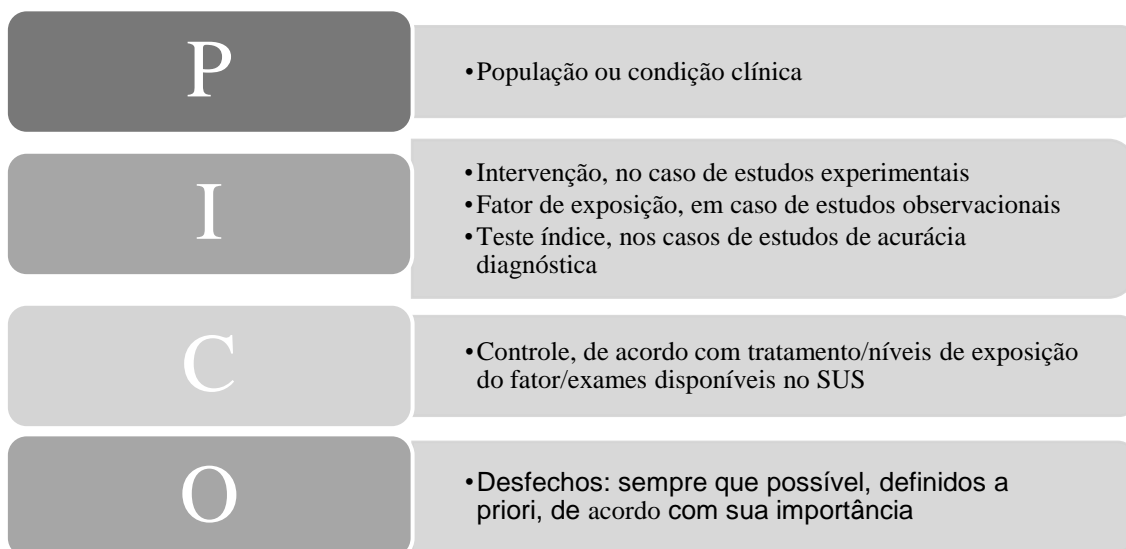 P
•População ou condição clínica
I
•Intervenção, no caso de estudos experimentais
•Fator de exposição, em caso de estudos observacionais
•Teste índice, nos casos de estudos de acurácia
diagnóstica
C
•Controle, de acordo com tratamento/níveis de exposição
do fator/exames disponíveis no SUS
O
•Desfechos: sempre que possível, definidos a
priori, de acordo com sua importância